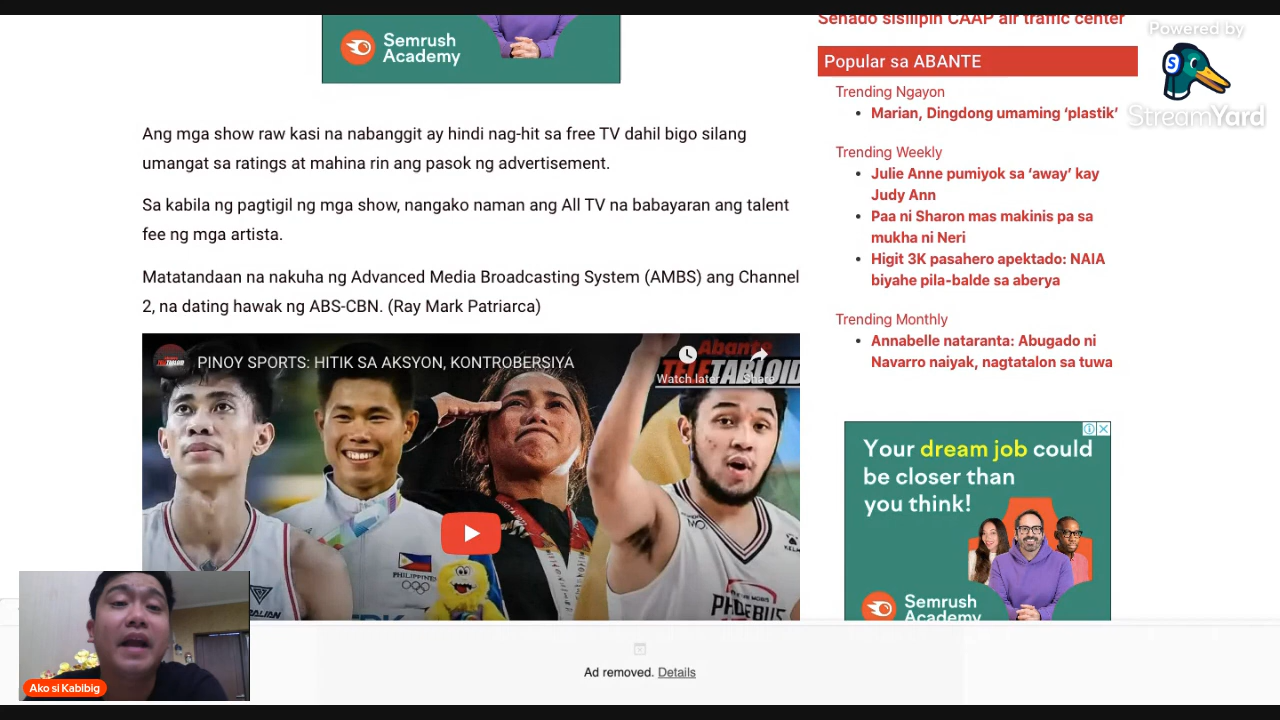 Semrush
Academy
Senado sisilipin CAAP air traffic center
Powered by
StreamYard
Popular sa ABANTE
Trending Ngayon
Marian, Dingdong umaming ‘plastik’
Trending Weekly
Julie Anne pumiyok sa ‘away’ kay
Judy Ann
Paa ni Sharon mas makinis pa sa
mukha ni Neri
Higit 3K pasahero apektado: NAIA
biyahe pila-balde sa aberya
Trending Monthly
Annabelle nataranta: Abugado ni
Navarro naiyak, nagtatalon sa tuwa
Ang mga show raw kasi na nabanggit ay hindi nag-hit sa free TV dahil bigo silang
umangat sa ratings at mahina rin ang pasok ng advertisement.
Sa kabila ng pagtigil ng mga show, nangako naman ang All TV na babayaran ang talent
fee ng mga artista.
Matatandaan na nakuha ng Advanced Media Broadcasting System (AMBS) ang Channel
2, na dating hawak ng ABS-CBN. (Ray Mark Patriarca)
PINOY SPORTS: HITIK SA AKSYON, KONTROBERSIYA
Abante
TELETABLOID
Watch later
Share
PHILIPPINES
PHOEBUS
Your dream job could
be closer than
you think!
Semrush
Academy
Ad removed. Details
Ako si Kabibig